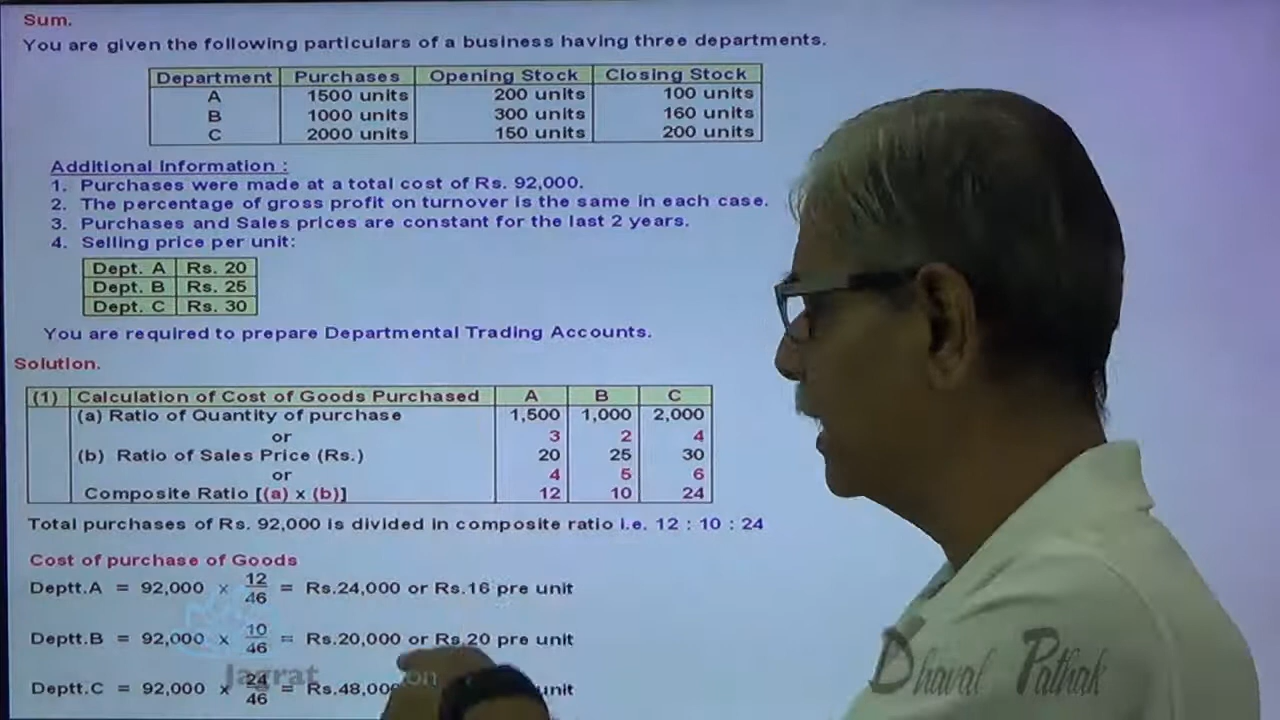 Sum.
You are given the following particulars of a business having three departments.
Department Purchases Opening Stock Closing Stock
A 1500 units 200 units 100 units
B 1000 units 300 units 160 units
C 2000 units 150 units 200 units
Additional Information :
1. Purchases were made at a total cost of Rs. 92,000.
2. The percentage of gross profit on turnover is the same in each case.
3. Purchases and Sales prices are constant for the last 2 years.
4. Selling price per unit:
Dept. A Rs. 20
Dept. B Rs. 25
Dept. C Rs. 30
You are required to prepare Departmental Trading Accounts.
Solution.
(1) Calculation of Cost of Goods Purchased A B C
(a) Ratio of Quantity of purchase 1,500 1,000 2,000
or 3 2 4
(b) Ratio of Sales Price (Rs.) 20 25 30
or 4 5 6
Composite Ratio [(a) x (b)] 12 10 24
Total purchases of Rs. 92,000 is divided in composite ratio i.e. 12 : 10 : 24
Cost of purchase of Goods
Deptt.A = 92,000 x 12/46 = Rs.24,000 or Rs.16 pre unit
Deptt.B = 92,000 x 10/46 = Rs.20,000 or Rs.20 pre unit
Jagrat
Deptt.C = 92,000 x 24/46 = Rs.48,00 unit
Dhaval Pathak